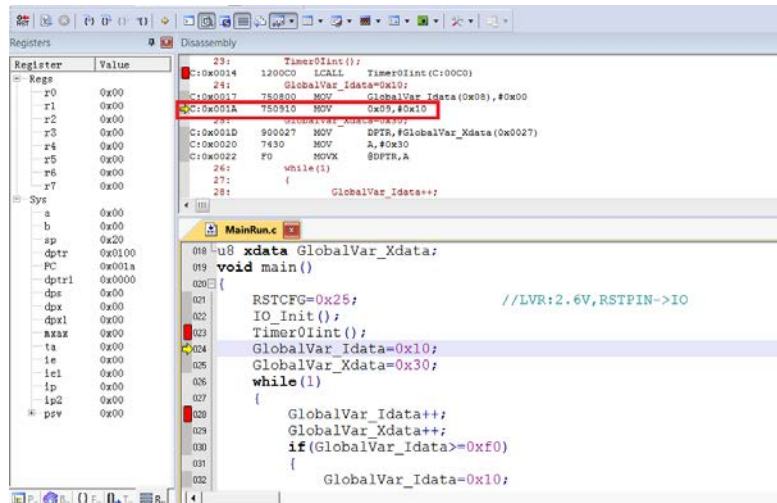 Registers
Register Value
Regs
r0 0x00
r1 0x00
r2 0x00
r3 0x00
r4 0x00
r5 0x00
r6 0x00
r7 0x00
Sys
a 0x00
b 0x00
sp 0x20
dptr 0x0100
PC 0x001a
dptr1 0x0000
dps 0x00
dpx 0x00
dpx1 0x00
mxax 0x00
ta 0x00
ie 0x00
ie1 0x00
ip 0x00
ip2 0x00
psw 0x00
Disassembly
23: Timer0Iint();
C:0x0014 1200C0 LCALL Timer0Iint(C:00C0)
24: GlobalVar_Idata=0x10;
C:0x0017 750800 MOV GlobalVar_Idata(0x08),#0x00
C:0x001A 750910 MOV 0x09,#0x10
25: GlobalVar_Xdata=0x30;
C:0x001D 900027 MOV DPTR,#GlobalVar_Xdata(0x0027)
C:0x0020 7430 MOV A,#0x30
C:0x0022 F0 MOVX @DPTR,A
26: while(1)
27: {
28: GlobalVar_Idata++;
MainRun.c
018 u8 xdata GlobalVar_Xdata;
019 void main()
020 {
021 RSTCFG=0x25; //LVR:2.6V,RSTPIN->IO
022 IO_Init();
023 Timer0Iint();
024 GlobalVar_Idata=0x10;
025 GlobalVar_Xdata=0x30;
026 while(1)
027 {
028 GlobalVar_Idata++;
029 GlobalVar_Xdata++;
030 if(GlobalVar_Idata>=0xf0)
031 {
032 GlobalVar_Idata=0x10;